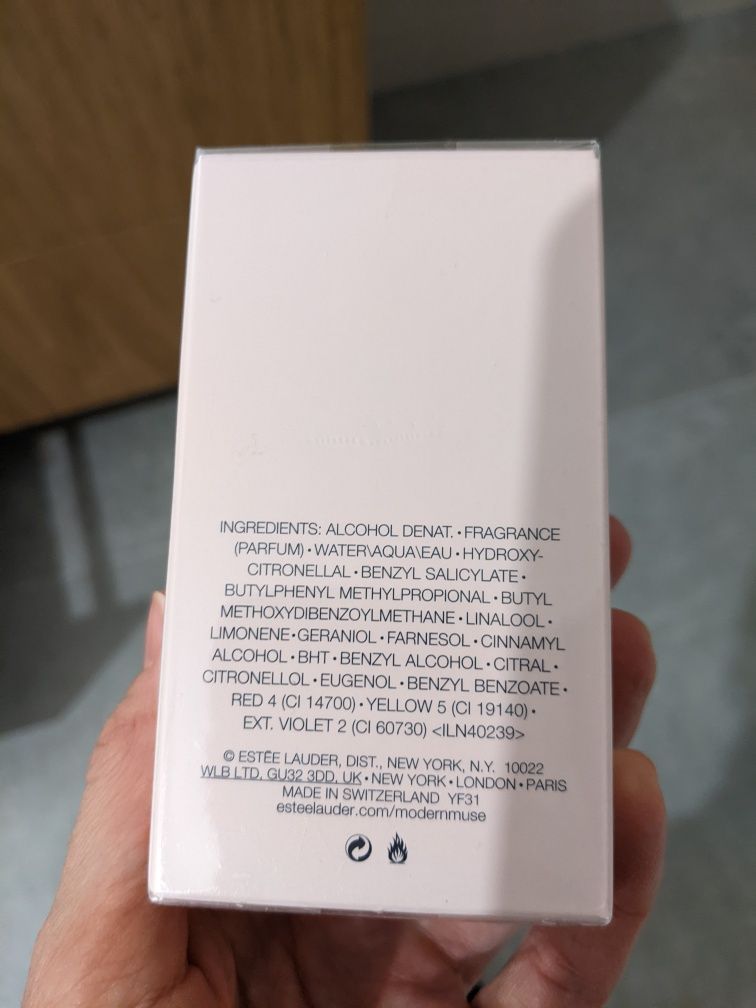 INGREDIENTS: ALCOHOL DENAT. • FRAGRANCE
(PARFUM) • WATER\AQUA\EAU • HYDROXY-
CITRONELLAL • BENZYL SALICYLATE •
BUTYLPHENYL METHYLPROPIONAL • BUTYL
METHOXYDIBENZOYLMETHANE • LINALOOL •
LIMONENE • GERANIOL • FARNESOL • CINNAMYL
ALCOHOL • BHT • BENZYL ALCOHOL • CITRAL •
CITRONELLOL • EUGENOL • BENZYL BENZOATE •
RED 4 (CI 14700) • YELLOW 5 (CI 19140) •
EXT. VIOLET 2 (CI 60730) <ILN40239>
© ESTĒE LAUDER, DIST., NEW YORK, N.Y. 10022
WLB LTD, GU32 3DD, UK • NEW YORK • LONDON • PARIS
MADE IN SWITZERLAND YF31
esteelauder.com/modernmuse